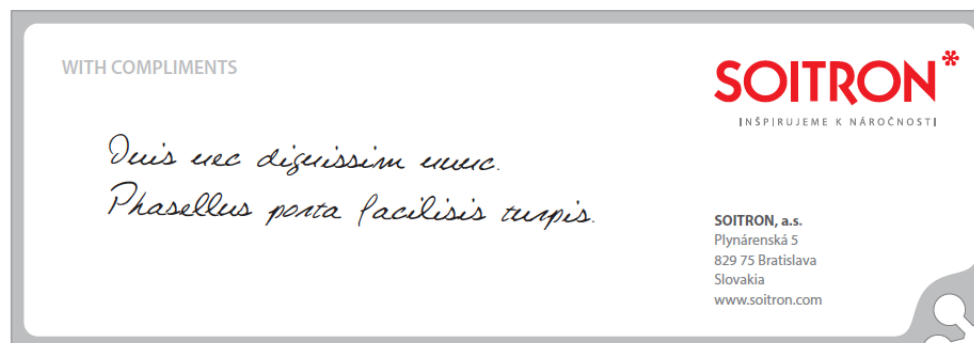 WITH COMPLIMENTS
SOITRON*
INŠPIRUJEME K NÁROČNOSTI
Duis nec dignissim nunc.
Phasellus porta facilisis turpis.
SOITRON, a.s.
Plynárenská 5
829 75 Bratislava
Slovakia
www.soitron.com